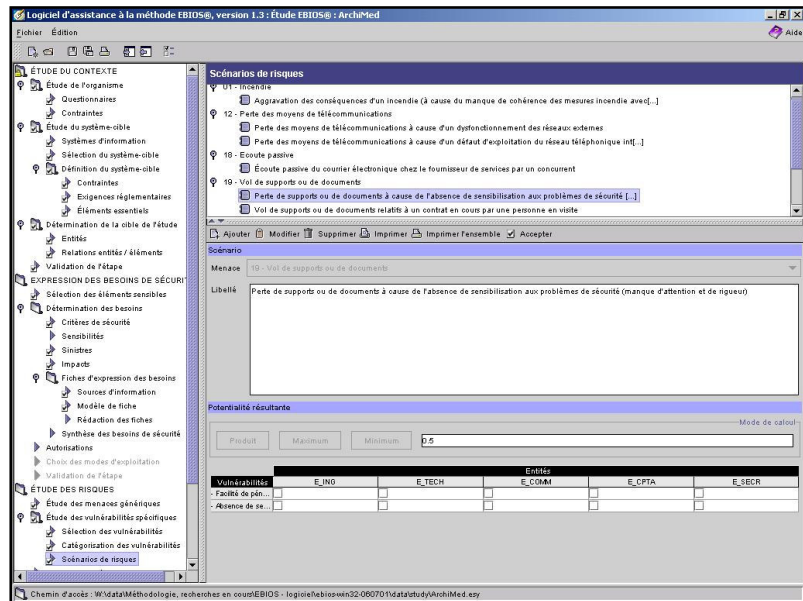 Logiciel d'assistance à la méthode EBIOS®, version 1.3 : Étude EBIOS® : ArchiMed
Fichier Édition
Aide
ÉTUDE DU CONTEXTE
Étude de l'organisme
Questionnaires
Contraintes
Étude du système-cible
Systèmes d'information
Sélection du système-cible
Définition du système-cible
Contraintes
Exigences réglementaires
Éléments essentiels
Détermination de la cible de l'étude
Entités
Relations entités / éléments
Validation de l'étape
EXPRESSION DES BESOINS DE SÉCURI
Sélection des éléments sensibles
Détermination des besoins
Critères de sécurité
Sensibilités
Sinistres
Impacts
Fiches d'expression des besoins
Sources d'information
Modèle de fiche
Rédaction des fiches
Synthèse des besoins de sécurité
Autorisations
Choix des modes d'exploitation
Validation de l'étape
ÉTUDE DES RISQUES
Étude des menaces génériques
Étude des vulnérabilités spécifiques
Sélection des vulnérabilités
Catégorisation des vulnérabilités
Scénarios de risques
Scénarios de risques
01 - Incendie
Aggravation des conséquences d'un incendie (à cause du manque de cohérence des mesures incendie avec[...]
12 - Perte des moyens de télécommunications
Perte des moyens de télécommunications à cause d'un dysfonctionnement des réseaux externes
Perte des moyens de télécommunications à cause d'un défaut d'exploitation du réseau téléphonique int[...]
18 - Ecoute passive
Écoute passive du courrier électronique chez le fournisseur de services par un concurrent
19 - Vol de supports ou de documents
Perte de supports ou de documents à cause de l'absence de sensibilisation aux problèmes de sécurité [...]
Vol de supports ou de documents relatifs à un contrat en cours par une personne en visite
Ajouter Modifier Supprimer Imprimer Imprimer l'ensemble Accepter
Scénario
Menace 19 - Vol de supports ou de documents
Libellé Perte de supports ou de documents à cause de l'absence de sensibilisation aux problèmes de sécurité (manque d'attention et de rigueur)
Potentialité résultante
Mode de calcul
Produit Maximum Minimum 0.5
Entités
Vulnérabilités E_ING E_TECH E_COMM E_CPTA E_SECR
- Facilité de pén...
- Absence de se...
Chemin d'accès : W:\data\Méthodologie, recherches en cours\EBIOS - logiciel\ebios-win32-060701\data\study\ArchiMed.esy